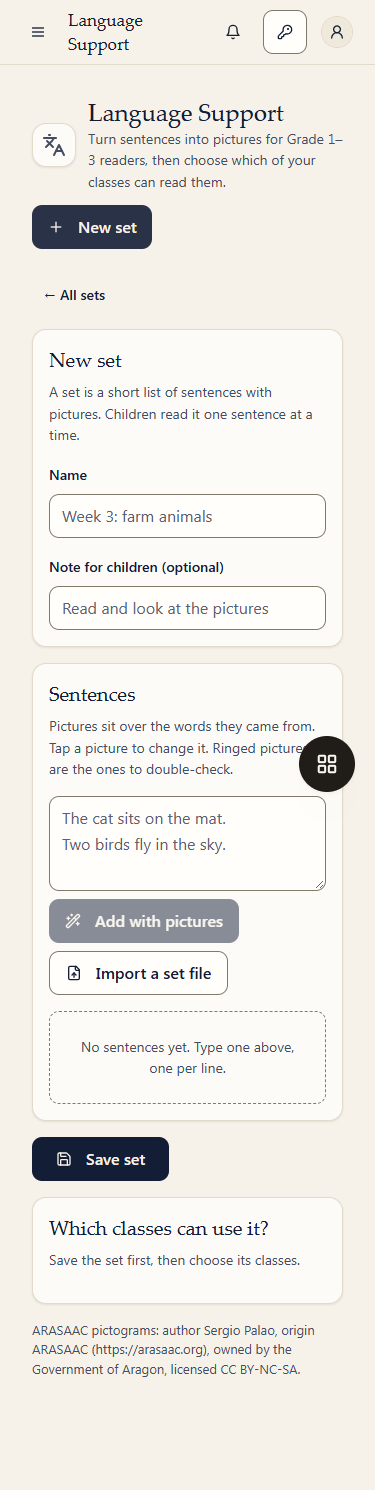 Language
Support
Language Support
Turn sentences into pictures for Grade 1–
3 readers, then choose which of your
classes can read them.
New set
← All sets
New set
A set is a short list of sentences with
pictures. Children read it one sentence at a
time.
Name
Week 3: farm animals
Note for children (optional)
Read and look at the pictures
Sentences
Pictures sit over the words they came from.
Tap a picture to change it. Ringed pictures
are the ones to double-check.
The cat sits on the mat.
Two birds fly in the sky.
Add with pictures
Import a set file
No sentences yet. Type one above,
one per line.
Save set
Which classes can use it?
Save the set first, then choose its classes.
ARASAAC pictograms: author Sergio Palao, origin
ARASAAC (https://arasaac.org), owned by the
Government of Aragon, licensed CC BY-NC-SA.